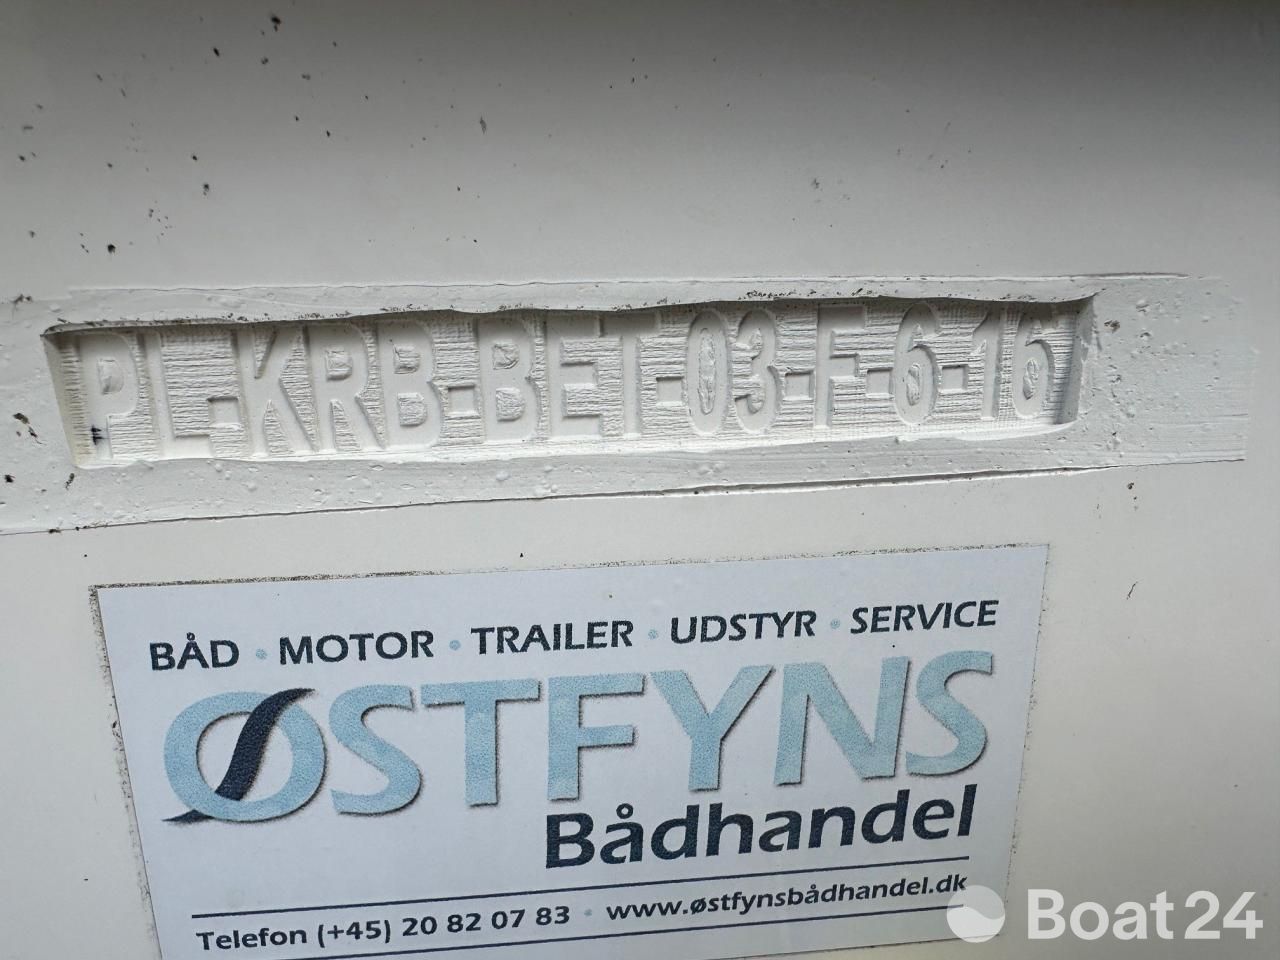 PL-KRB-BET-03-F-6-16
BÅD • MOTOR • TRAILER • UDSTYR • SERVICE
ØSTFYNS
Bådhandel
Telefon (+45) 20 82 07 83 • www.østfynsbådhandel.dk
Boat24